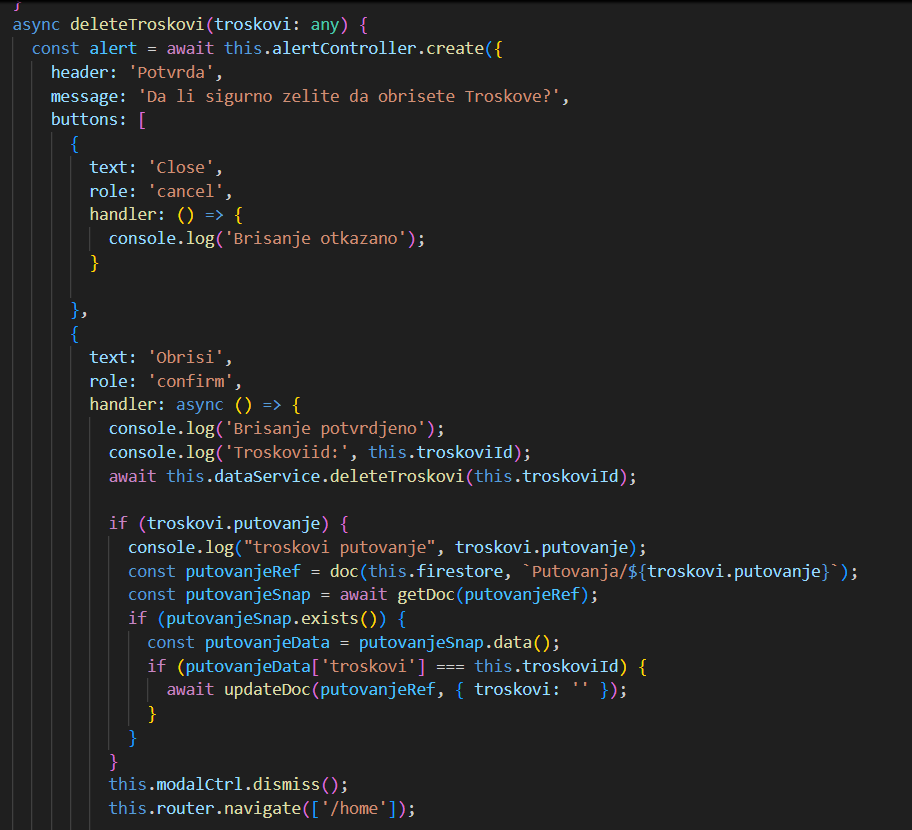 }
async deleteTroskovi(troskovi: any) {
const alert = await this.alertController.create({
header: 'Potvrda',
message: 'Da li sigurno zelite da obrisete Troskove?',
buttons: [
{
text: 'Close',
role: 'cancel',
handler: () => {
console.log('Brisanje otkazano');
}
},
{
text: 'Obrisi',
role: 'confirm',
handler: async () => {
console.log('Brisanje potvrdjeno');
console.log('Troskoviid:', this.troskoviId);
await this.dataService.deleteTroskovi(this.troskoviId);
if (troskovi.putovanje) {
console.log("troskovi putovanje", troskovi.putovanje);
const putovanjeRef = doc(this.firestore, `Putovanja/${troskovi.putovanje}`);
const putovanjeSnap = await getDoc(putovanjeRef);
if (putovanjeSnap.exists()) {
const putovanjeData = putovanjeSnap.data();
if (putovanjeData['troskovi'] === this.troskoviId) {
await updateDoc(putovanjeRef, { troskovi: '' });
}
}
}
this.modalCtrl.dismiss();
this.router.navigate(['/home']);